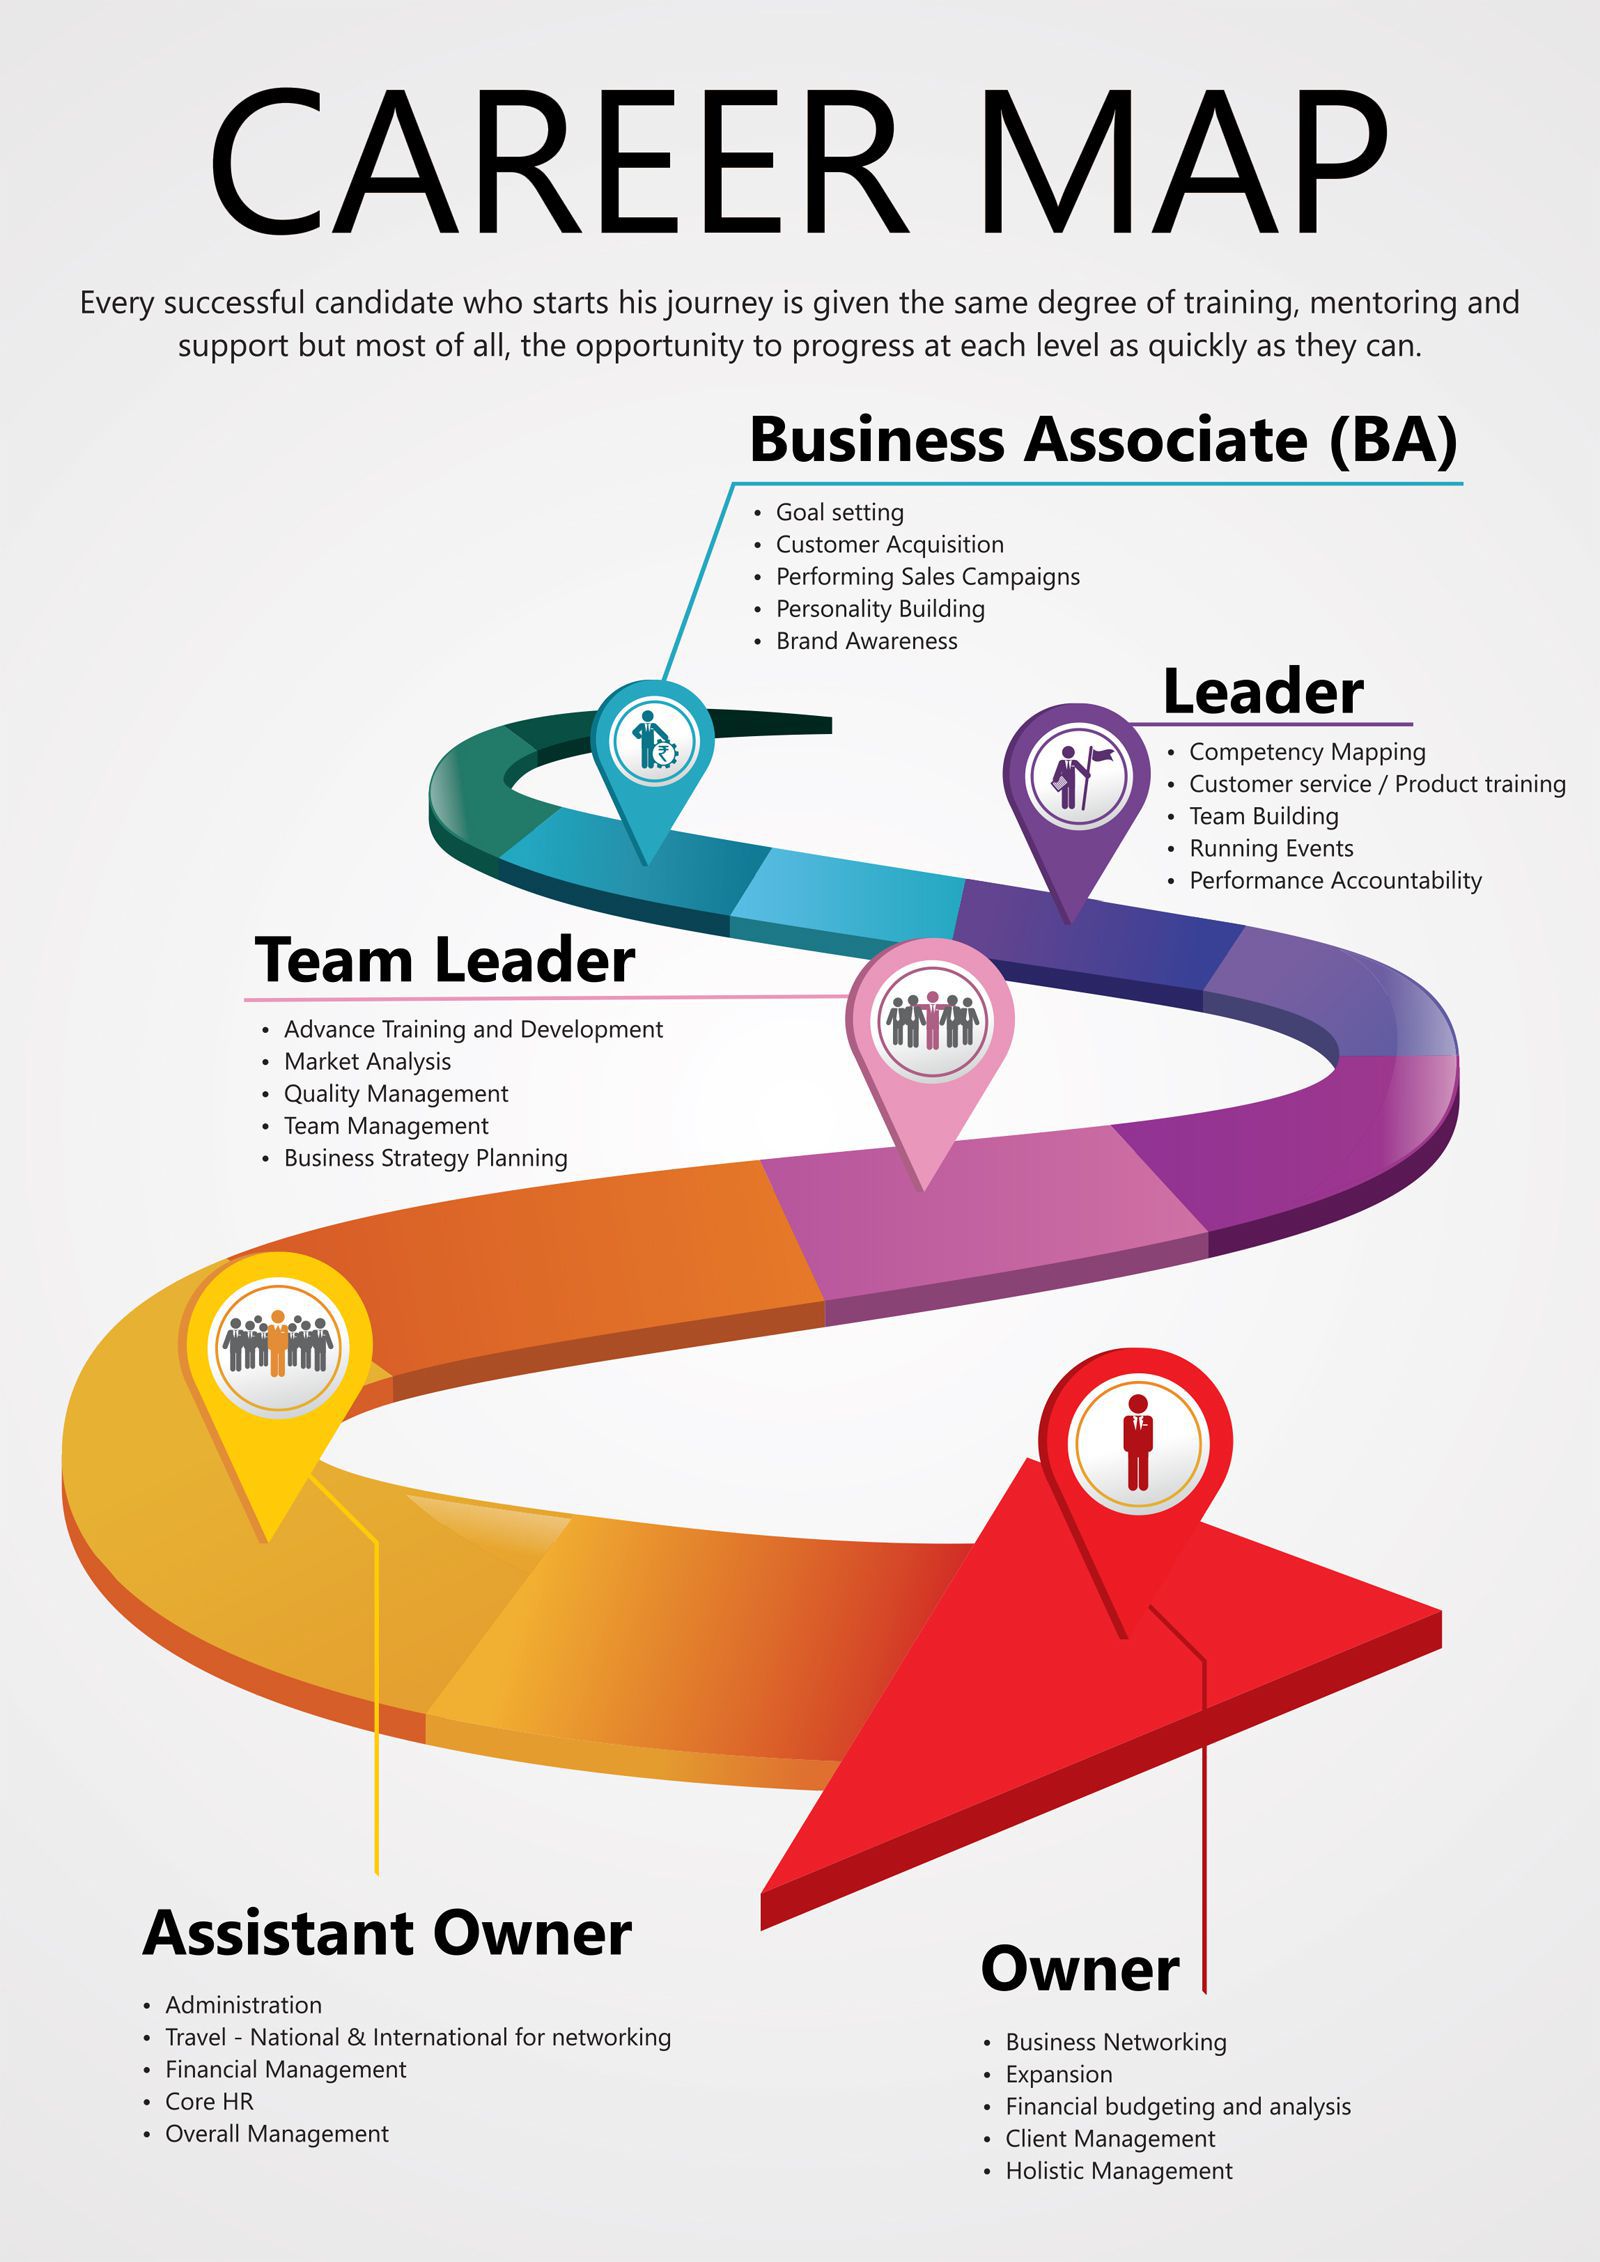 CAREER MAP
Every successful candidate who starts his journey is given the same degree of training, mentoring and
support but most of all, the opportunity to progress at each level as quickly as they can.
Business Associate (BA)
• Goal setting
• Customer Acquisition
• Performing Sales Campaigns
• Personality Building
• Brand Awareness
₹
Leader
• Competency Mapping
• Customer service / Product training
• Team Building
• Running Events
• Performance Accountability
Team Leader
• Advance Training and Development
• Market Analysis
• Quality Management
• Team Management
• Business Strategy Planning
Assistant Owner
• Administration
• Travel - National & International for networking
• Financial Management
• Core HR
• Overall Management
Owner
• Business Networking
• Expansion
• Financial budgeting and analysis
• Client Management
• Holistic Management